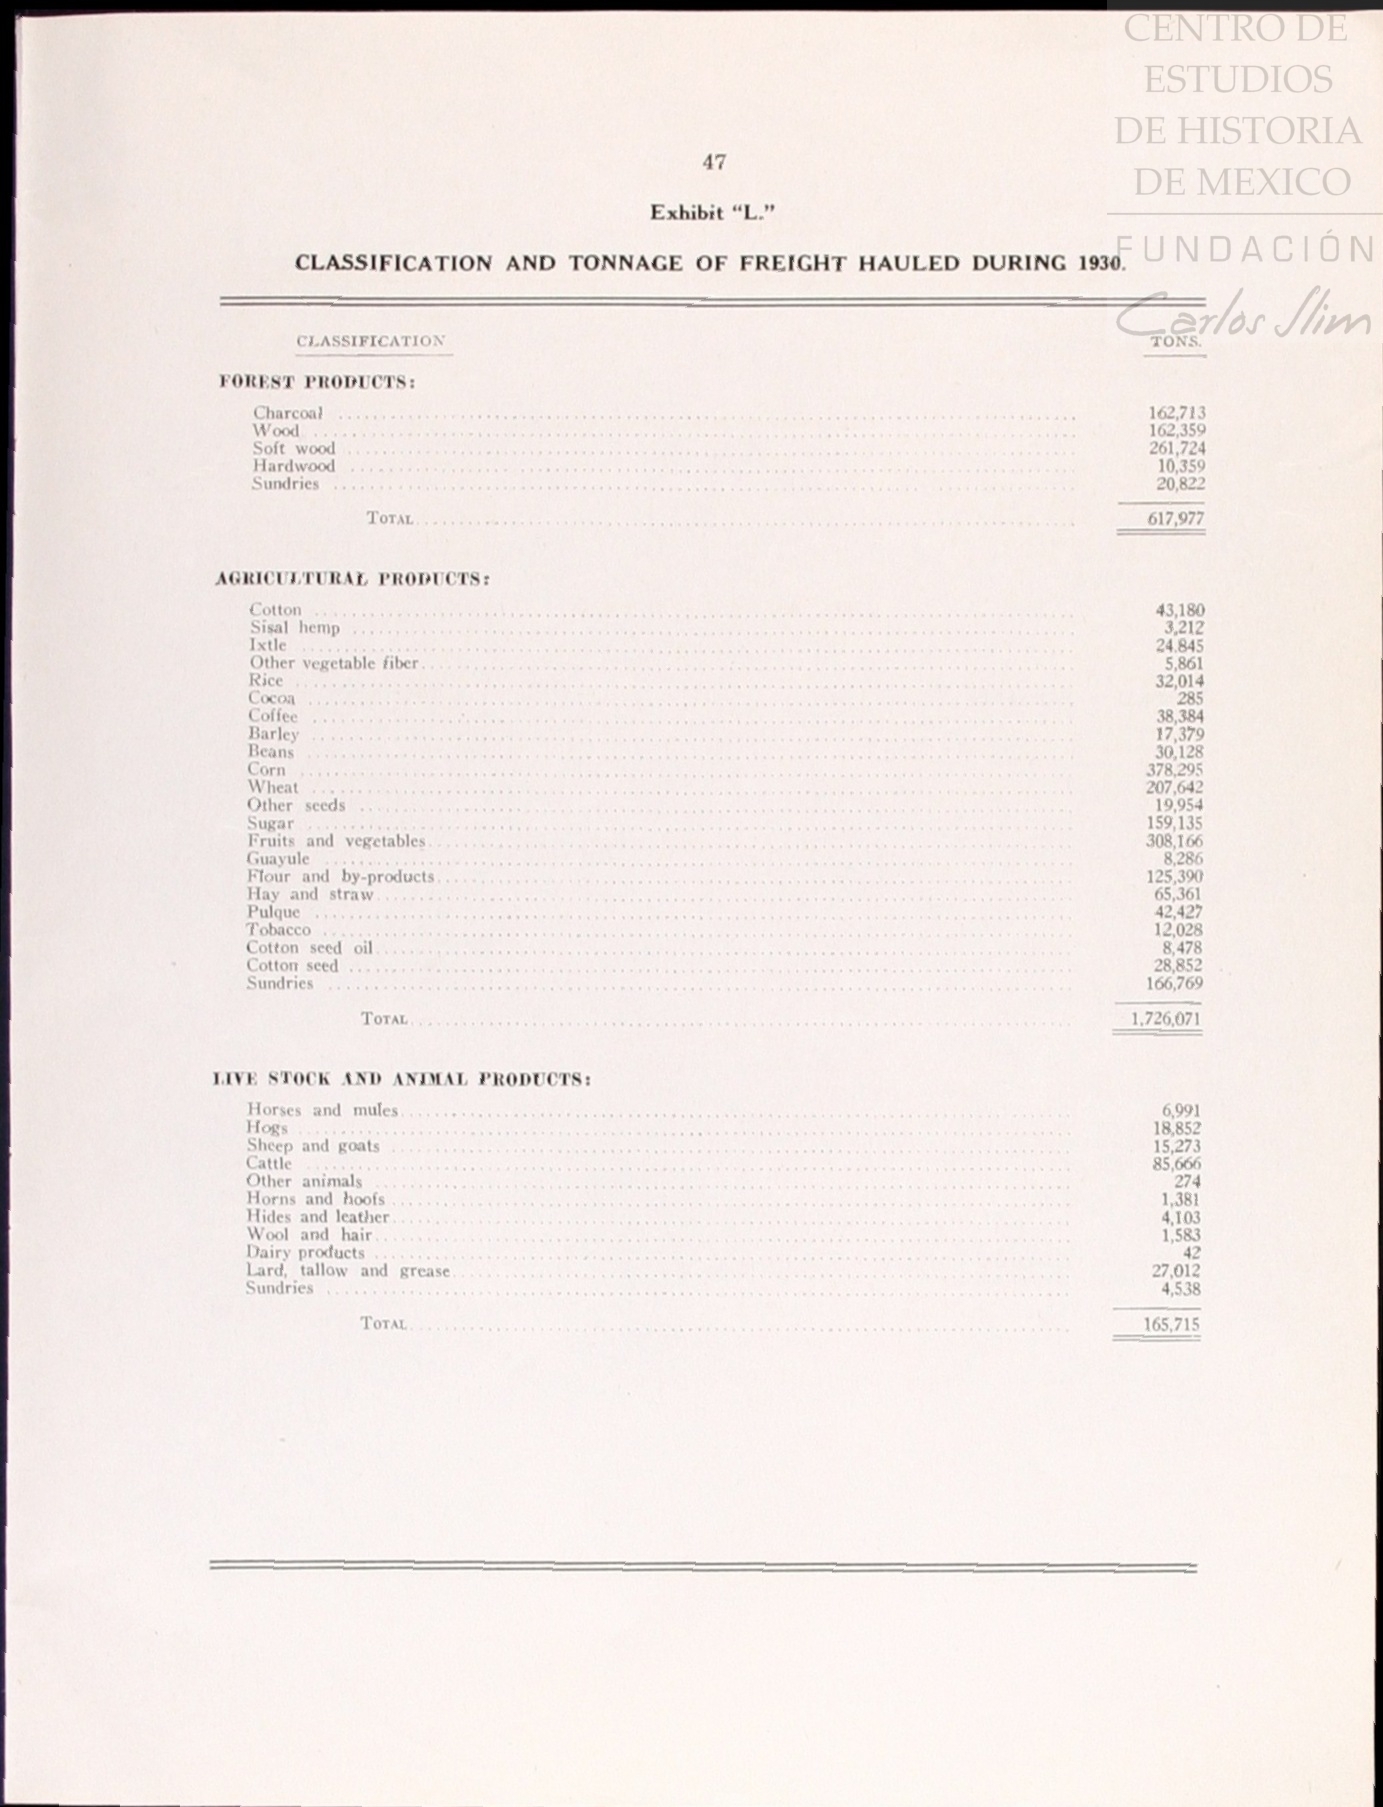 CENTRO DE
ESTUDIOS
DE HISTORIA
DE MEXICO
FUNDACIÓN
Carlos Slim
47
Exhibit “L.”
CLASSIFICATION AND TONNAGE OF FREIGHT HAULED DURING 1930.
CLASSIFICATION TONS.
FOREST PRODUCTS:
Charcoal 162,713
Wood 162,359
Soft wood 261,724
Hardwood 10,359
Sundries 20,822
TOTAL 617,977
AGRICULTURAL PRODUCTS:
Cotton 43,180
Sisal hemp 3,212
Ixtle 24.845
Other vegetable fiber 5,861
Rice 32,014
Cocoa 285
Coffee 38,384
Barley 17,379
Beans 30,128
Corn 378,295
Wheat 207,642
Other seeds 19,954
Sugar 159,135
Fruits and vegetables 308,166
Guayule 8,286
Flour and by-products 125,390
Hay and straw 65,361
Pulque 42,427
Tobacco 12,028
Cotton seed oil 8,478
Cotton seed 28,852
Sundries 166,769
TOTAL 1,726,071
LIVE STOCK AND ANIMAL PRODUCTS:
Horses and mules 6,991
Hogs 18,852
Sheep and goats 15,273
Cattle 85,666
Other animals 274
Horns and hoofs 1,381
Hides and leather 4,103
Wool and hair 1,583
Dairy products 42
Lard, tallow and grease 27,012
Sundries 4,538
TOTAL 165,715